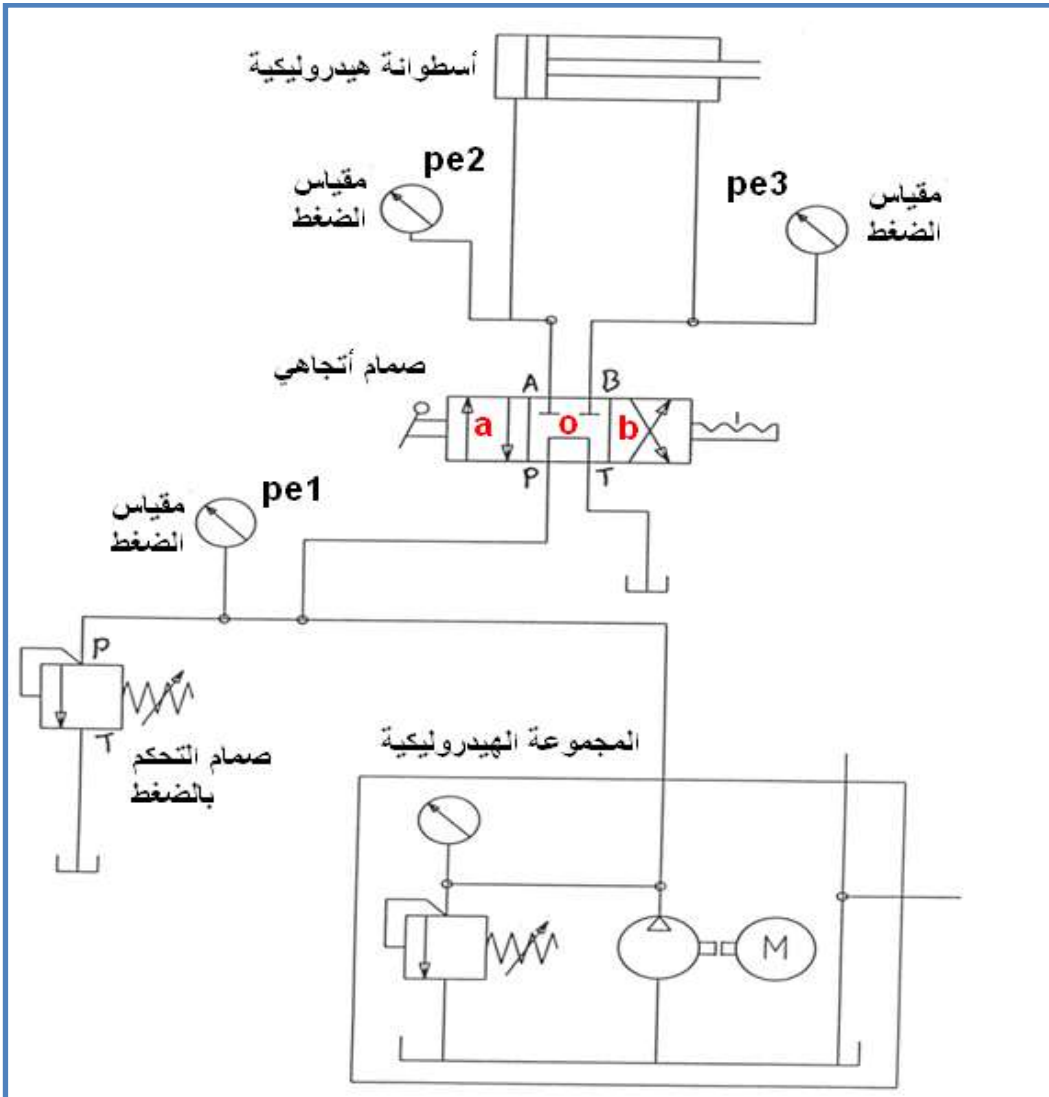 أسطوانة هيدروليكية
pe2
مقياس
الضغط
pe3
مقياس
الضغط
صمام أتجاهي
A
B
a
o
b
P
T
pe1
مقياس
الضغط
P
T
صمام التحكم
بالضغط
المجموعة الهيدروليكية
M